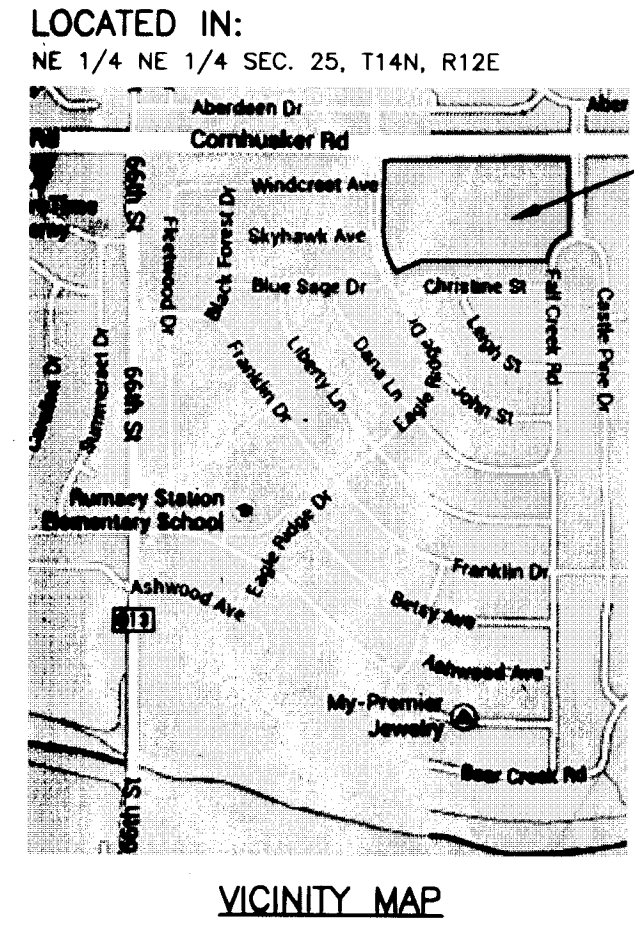 LOCATED IN:
NE 1/4 NE 1/4 SEC. 25, T14N, R12E
Aberdeen Dr
Aber
Rd
Cornhusker Rd
66th St
Windcrest Ave
Fleetwood Dr
Black Forest Dr
Skyhawk Ave
Blue Sage Dr
Christine St
Fall Creek Rd
Castle Pine Dr
Leigh St
Eagle Ridge Dr
Dana Ln
Liberty Ln
Franklin Dr
John St
Summerset Dr
66th St
Rumsey Station
Elementary School
Eagle Ridge Dr
Ashwood Ave
Franklin Dr
Betsy Ave
Ashwood Ave
My-Premier
Jewelry
Bear Creek Rd
66th St
VICINITY MAP